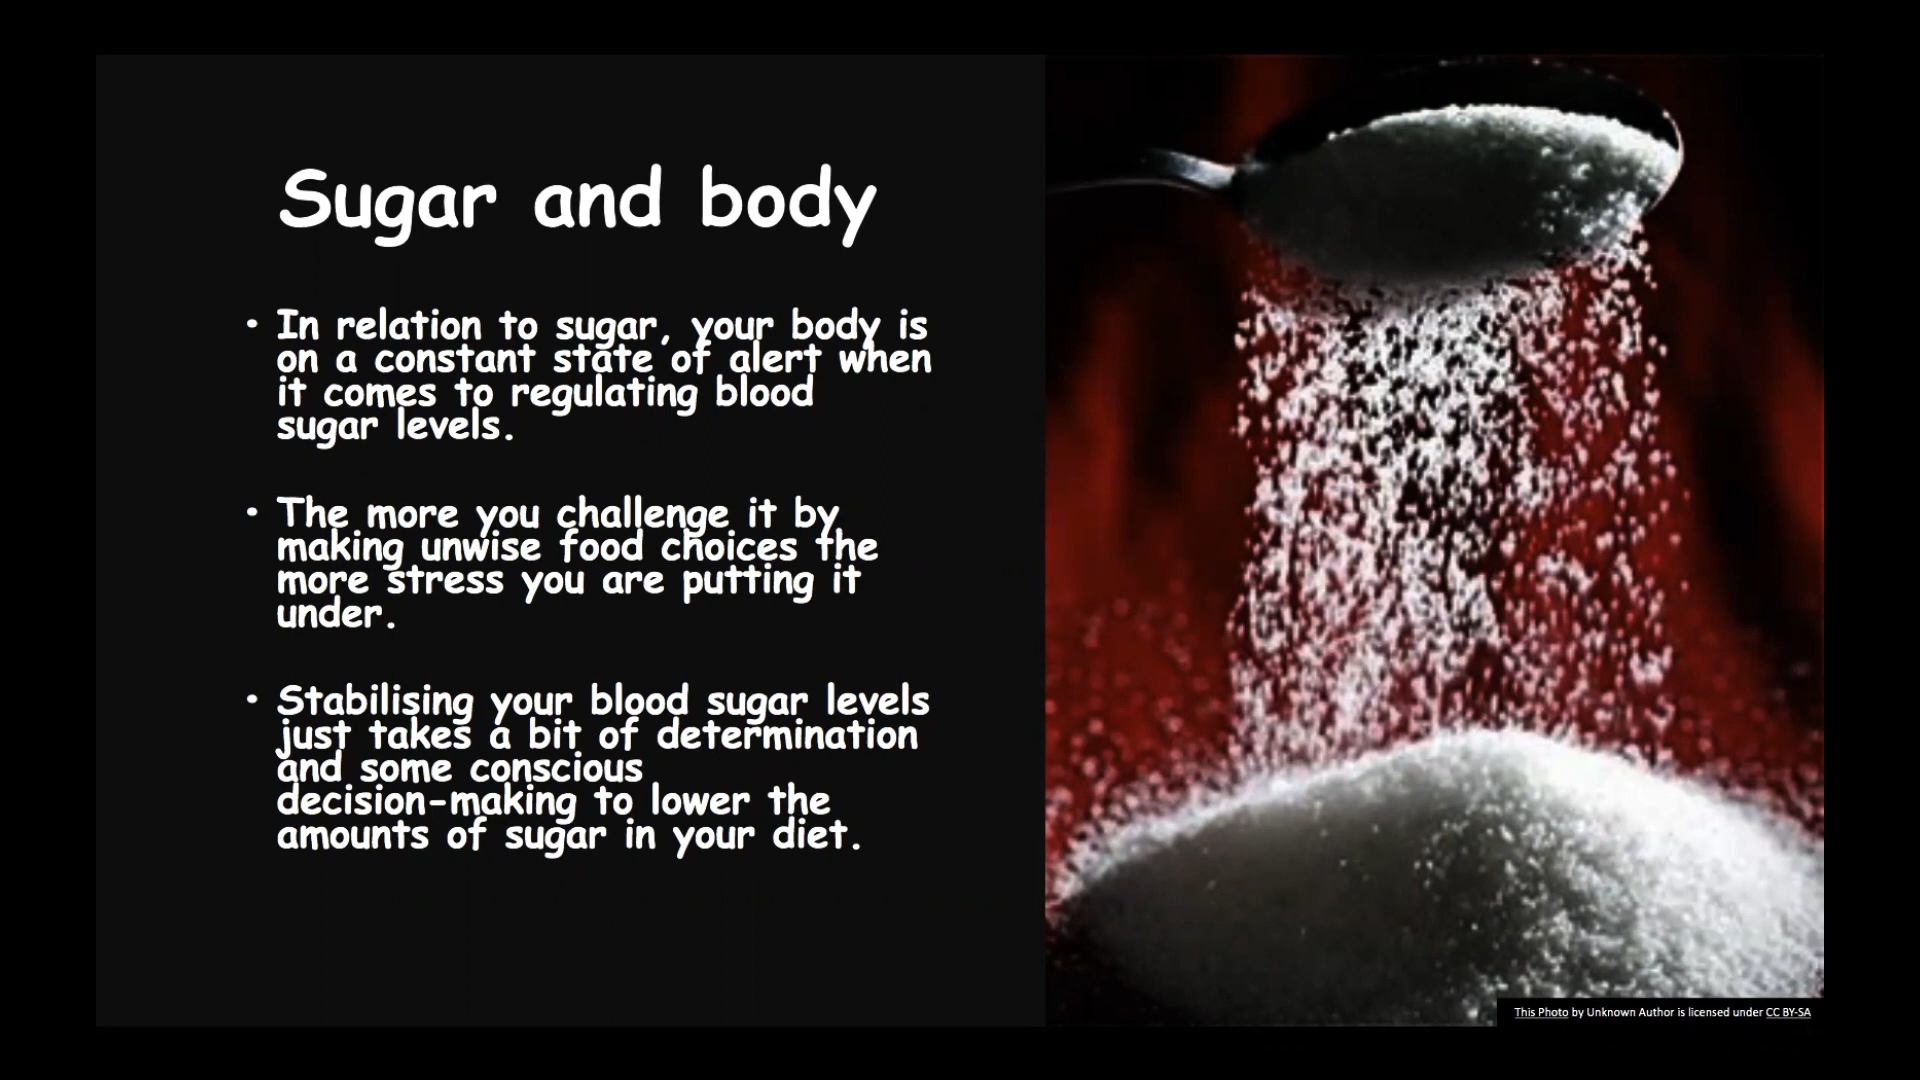 Sugar and body
• In relation to sugar, your body is
on a constant state of alert when
it comes to regulating blood
sugar levels.
• The more you challenge it by
making unwise food choices the
more stress you are putting it
under.
• Stabilising your blood sugar levels
just takes a bit of determination
and some conscious
decision-making to lower the
amounts of sugar in your diet.
This Photo by Unknown Author is licensed under CC BY-SA